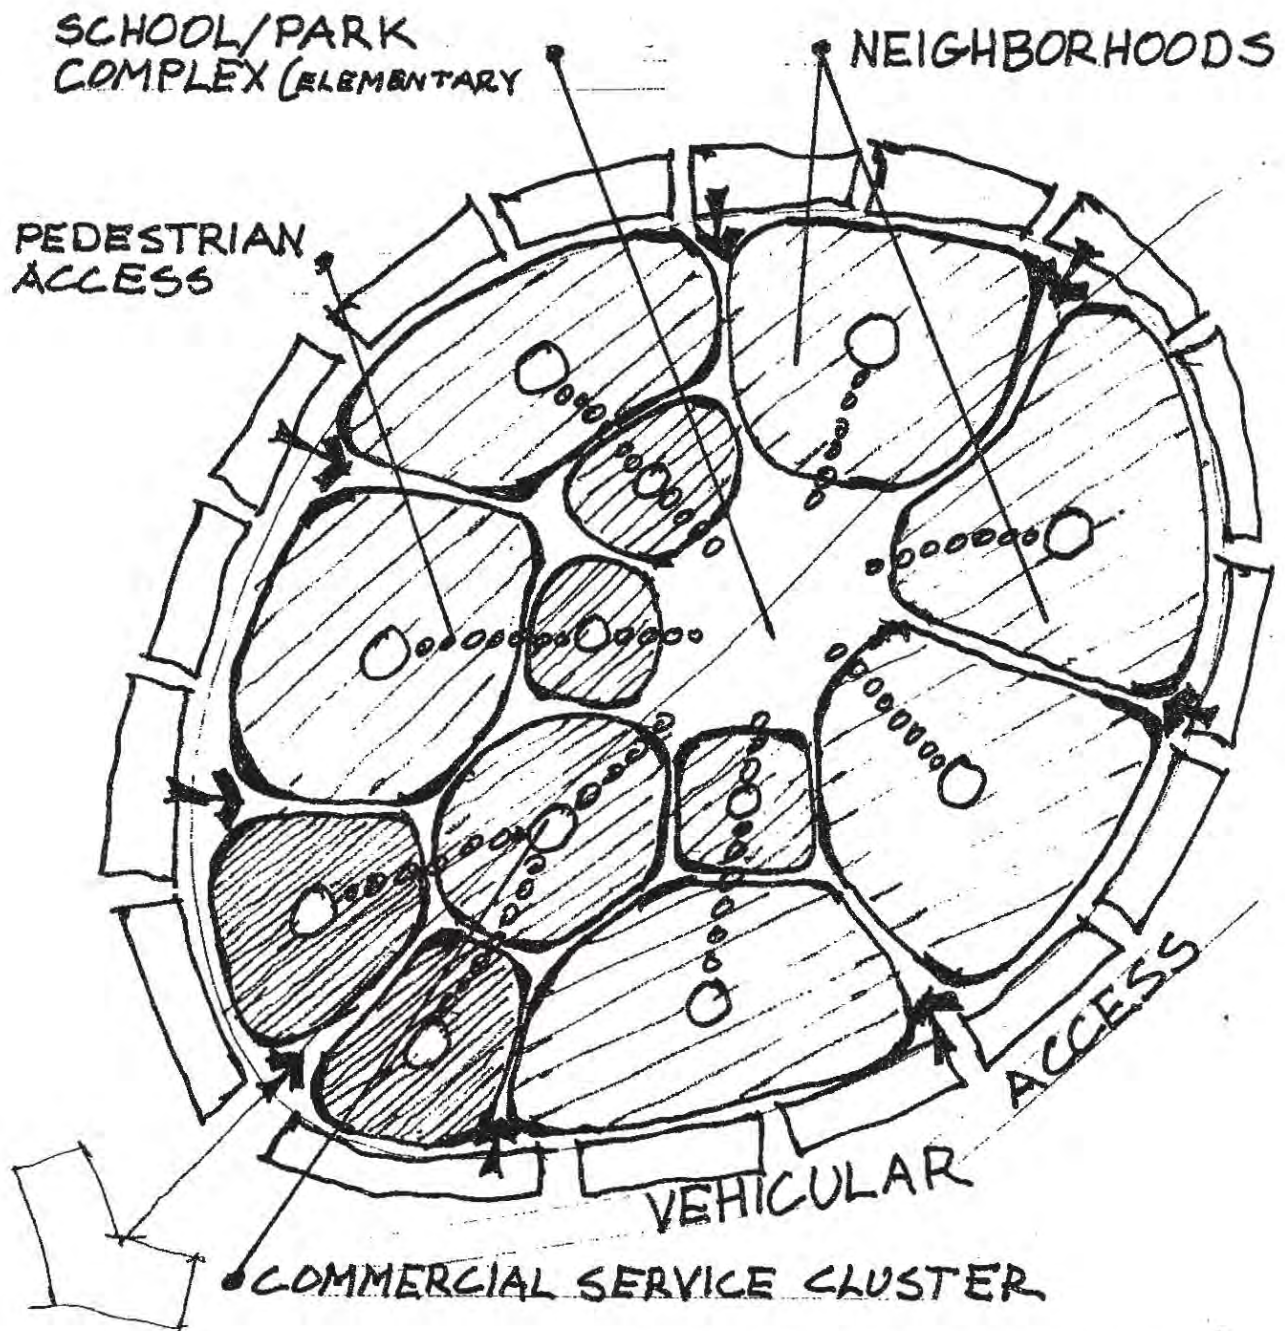 SCHOOL/PARK
COMPLEX (ELEMENTARY
NEIGHBORHOODS
PEDESTRIAN
ACCESS
VEHICULAR ACCESS
COMMERCIAL SERVICE CLUSTER